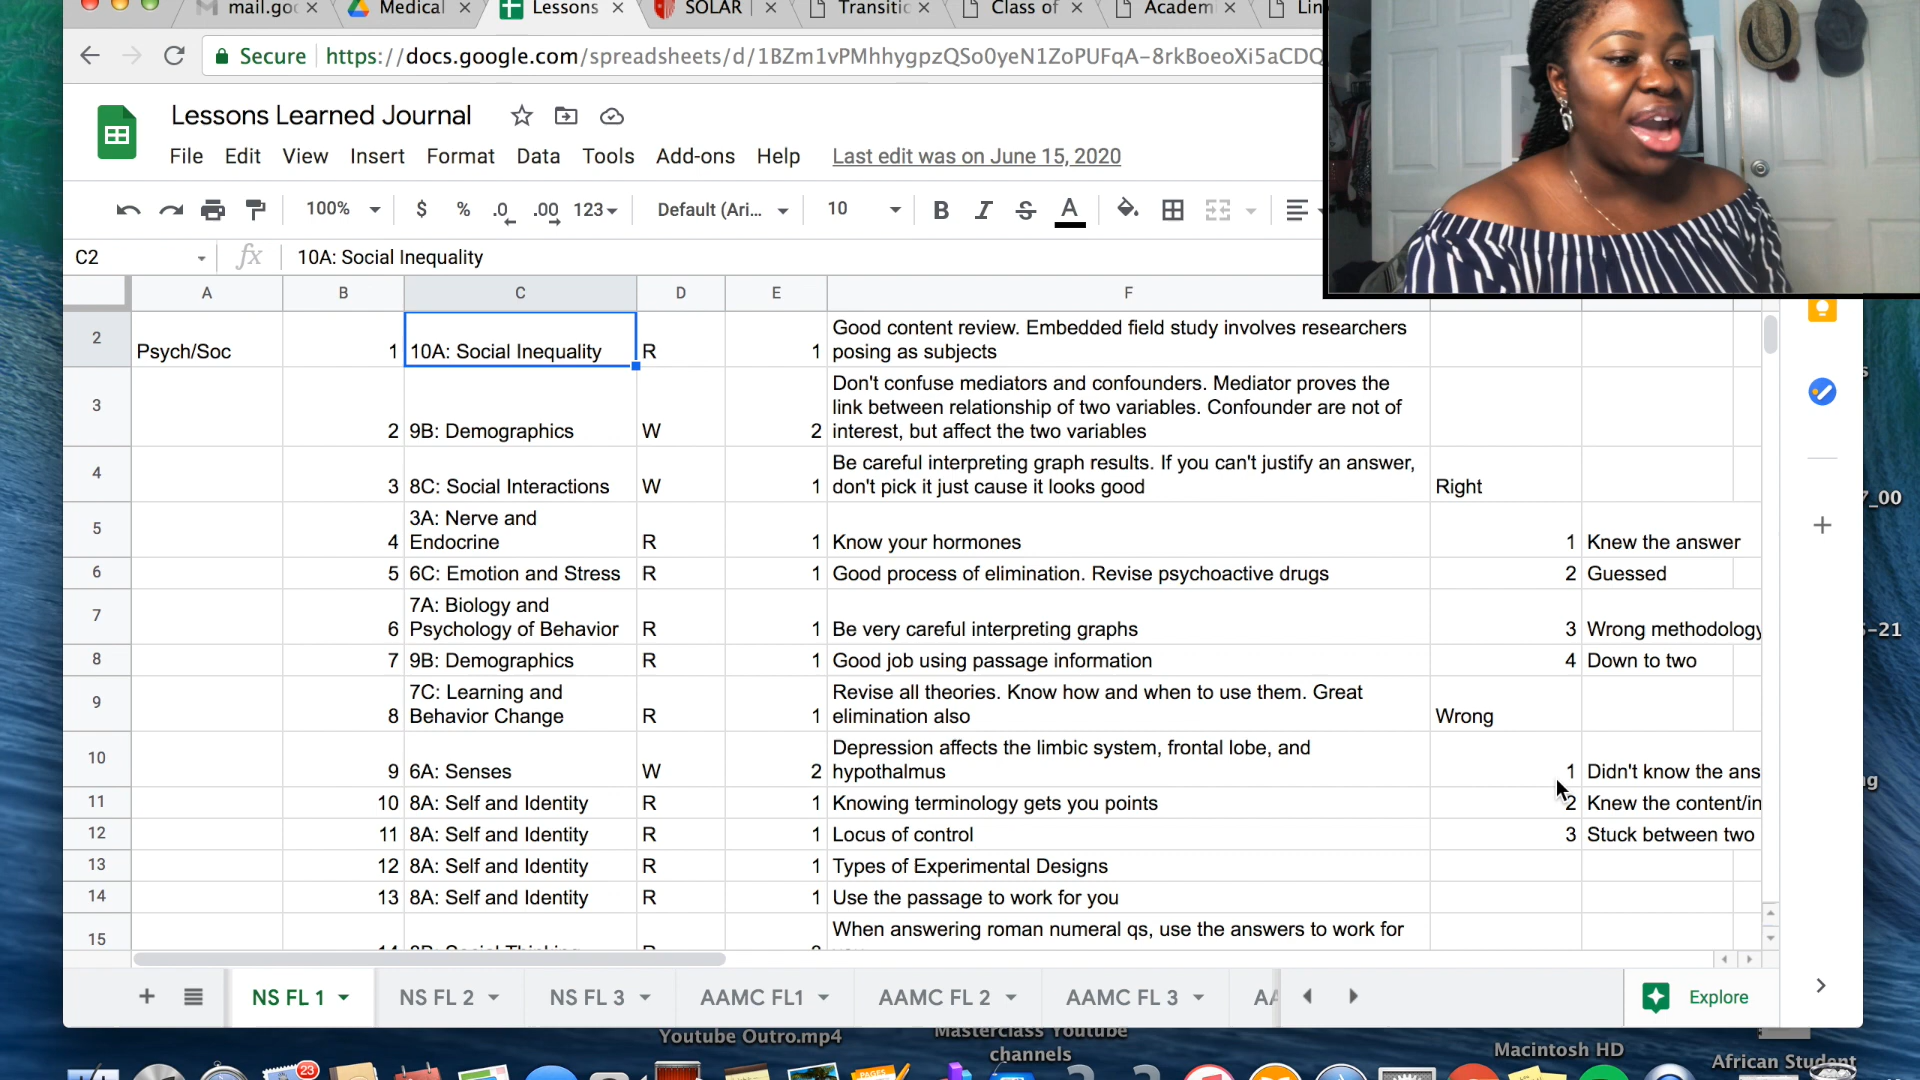 mail.goo Medical Lessons SOLAR Transitic Class of Academi Lin
Secure https://docs.google.com/spreadsheets/d/1BZm1vPMhhygpzQSo0yeN1ZoPUFqA-8rkBoeoXi5aCDQ
Lessons Learned Journal
File Edit View Insert Format Data Tools Add-ons Help Last edit was on June 15, 2020
100% $ % .0 .00 123 Default (Ari... 10 B I S A
C2 fx 10A: Social Inequality
A B C D E F
2 Psych/Soc 1 10A: Social Inequality R 1 Good content review. Embedded field study involves researchers
posing as subjects
3 2 9B: Demographics W 2 Don't confuse mediators and confounders. Mediator proves the
link between relationship of two variables. Confounder are not of
interest, but affect the two variables
4 3 8C: Social Interactions W 1 Be careful interpreting graph results. If you can't justify an answer,
don't pick it just cause it looks good Right
5 4 3A: Nerve and
Endocrine R 1 Know your hormones 1 Knew the answer
6 5 6C: Emotion and Stress R 1 Good process of elimination. Revise psychoactive drugs 2 Guessed
7 6 7A: Biology and
Psychology of Behavior R 1 Be very careful interpreting graphs 3 Wrong methodology
8 7 9B: Demographics R 1 Good job using passage information 4 Down to two
9 8 7C: Learning and
Behavior Change R 1 Revise all theories. Know how and when to use them. Great
elimination also Wrong
10 9 6A: Senses W 2 Depression affects the limbic system, frontal lobe, and
hypothalmus 1 Didn't know the ans
11 10 8A: Self and Identity R 1 Knowing terminology gets you points 2 Knew the content/in
12 11 8A: Self and Identity R 1 Locus of control 3 Stuck between two
13 12 8A: Self and Identity R 1 Types of Experimental Designs
14 13 8A: Self and Identity R 1 Use the passage to work for you
15 When answering roman numeral qs, use the answers to work for
NS FL 1 NS FL 2 NS FL 3 AAMC FL1 AAMC FL 2 AAMC FL 3 Explore
7_00
-21
Youtube Outro.mp4
Masterclass Youtube
channels
Macintosh HD
African Student
23
PAGES